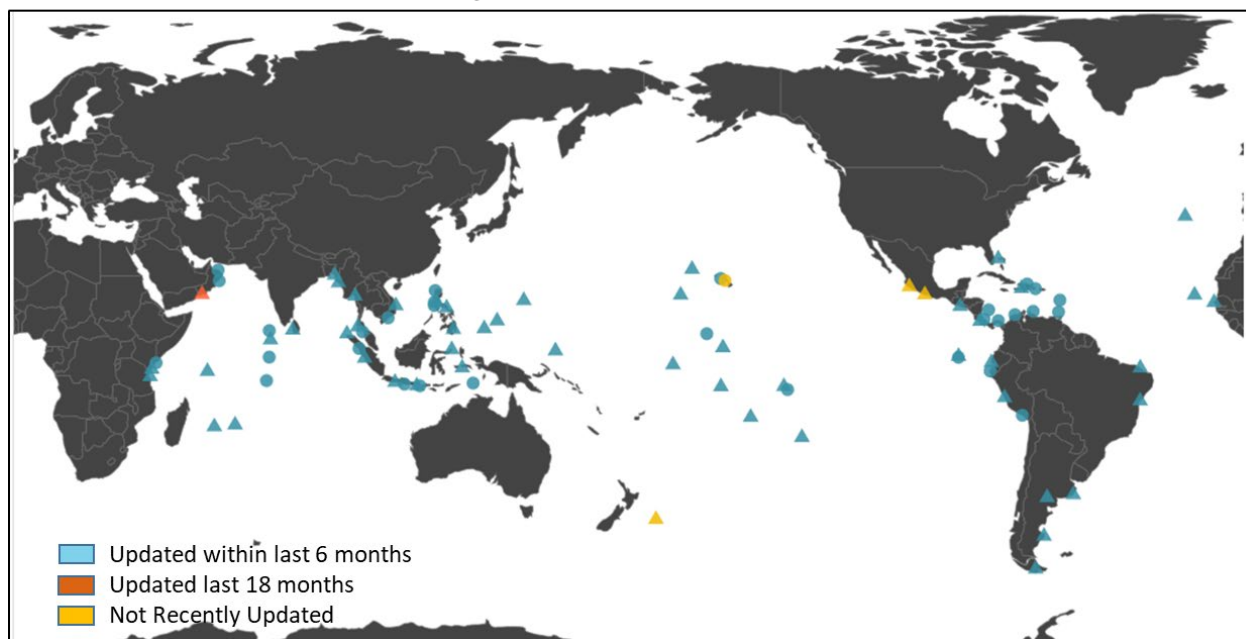 Updated within last 6 months
Updated last 18 months
Not Recently Updated